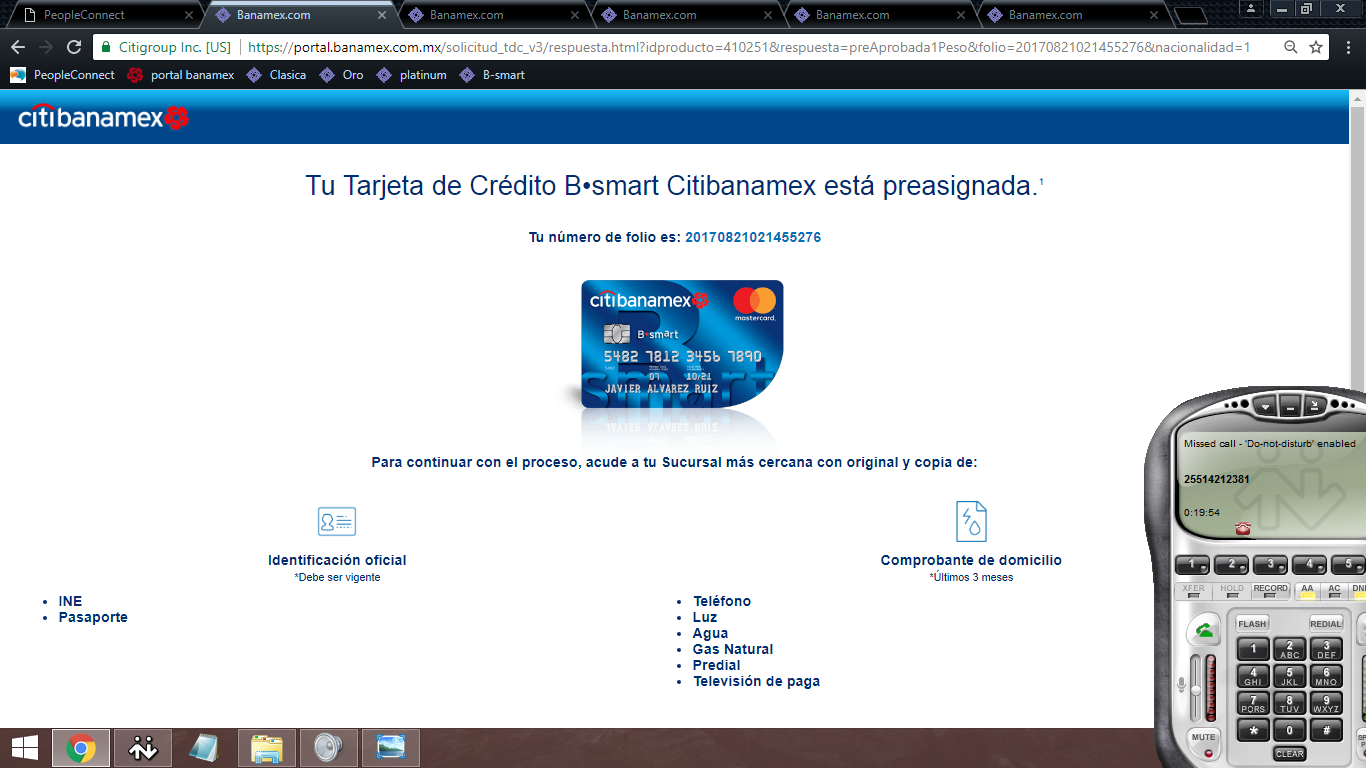 PeopleConnect
Banamex.com
Banamex.com
Banamex.com
Banamex.com
Banamex.com
Citigroup Inc. [US]
https://portal.banamex.com.mx/solicitud_tdc_v3/respuesta.html?idproducto=410251&respuesta=preAprobada1Peso&folio=20170821021455276&nacionalidad=1
PeopleConnect
portal banamex
Clasica
Oro
platinum
B-smart
citibanamex
Tu Tarjeta de Crédito B•smart Citibanamex está preasignada.1
Tu número de folio es: 20170821021455276
citibanamex
mastercard.
B•smart
5482 7812 3456 7890
5482
07 10/21
JAVIER ALVAREZ RUIZ
Para continuar con el proceso, acude a tu Sucursal más cercana con original y copia de:
Identificación oficial
*Debe ser vigente
• INE
• Pasaporte
Comprobante de domicilio
*Últimos 3 meses
• Teléfono
• Luz
• Agua
• Gas Natural
• Predial
• Televisión de paga
Missed call - 'Do-not-disturb' enabled
25514212381
0:19:54
1 2 3 4 5
XFER HOLD RECORD AA AC DN
FLASH REDIAL
1 2 ABC 3 DEF
4 GHI 5 JKL 6 MNO
7 PQRS 8 TUV 9 WXYZ
* 0 #
MUTE
CLEAR